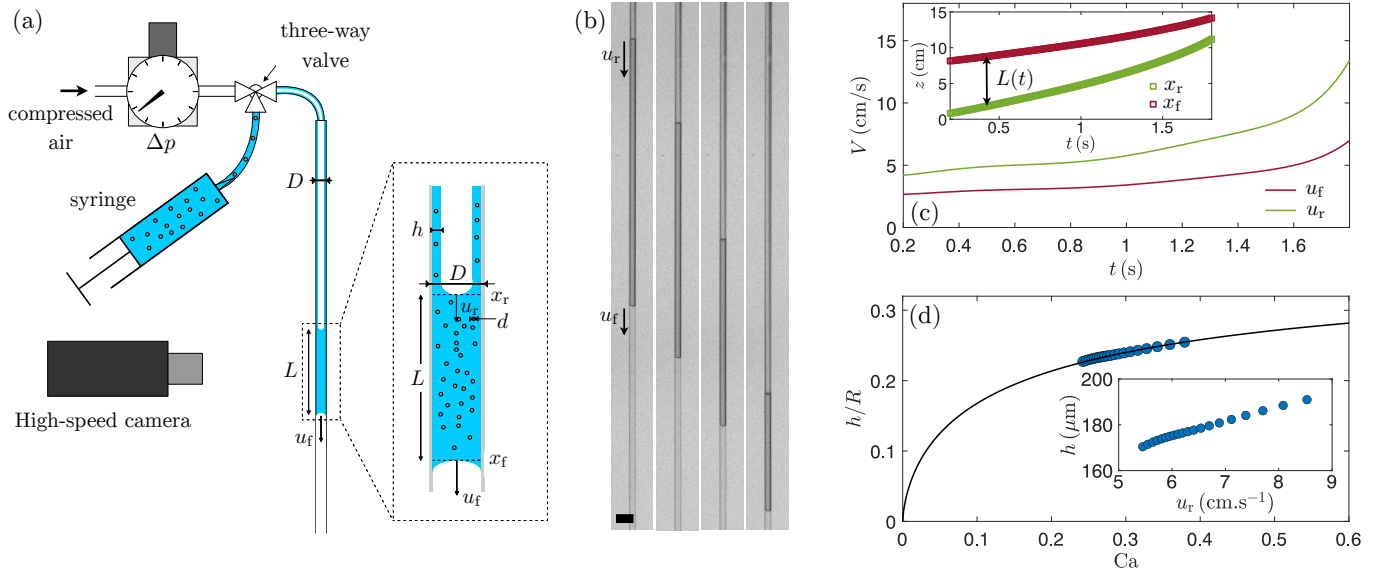 (a)
three-way
valve
compressed
air
Δp
syringe
D
L
High-speed camera
u_f
h
D
x_r
u_r
d
L
x_f
u_f
(b)
u_r
u_f
15
10
5
0
z (cm)
L(t)
x_r
x_f
0.5
1
1.5
t (s)
15
10
5
0
V (cm/s)
(c)
u_f
u_r
0.2
0.4
0.6
0.8
1
1.2
1.4
1.6
t (s)
(d)
0.3
0.2
0.1
0
h/R
200
180
160
h (μm)
5
6
7
8
9
u_r (cm.s⁻¹)
0
0.1
0.2
0.3
0.4
0.5
0.6
Ca